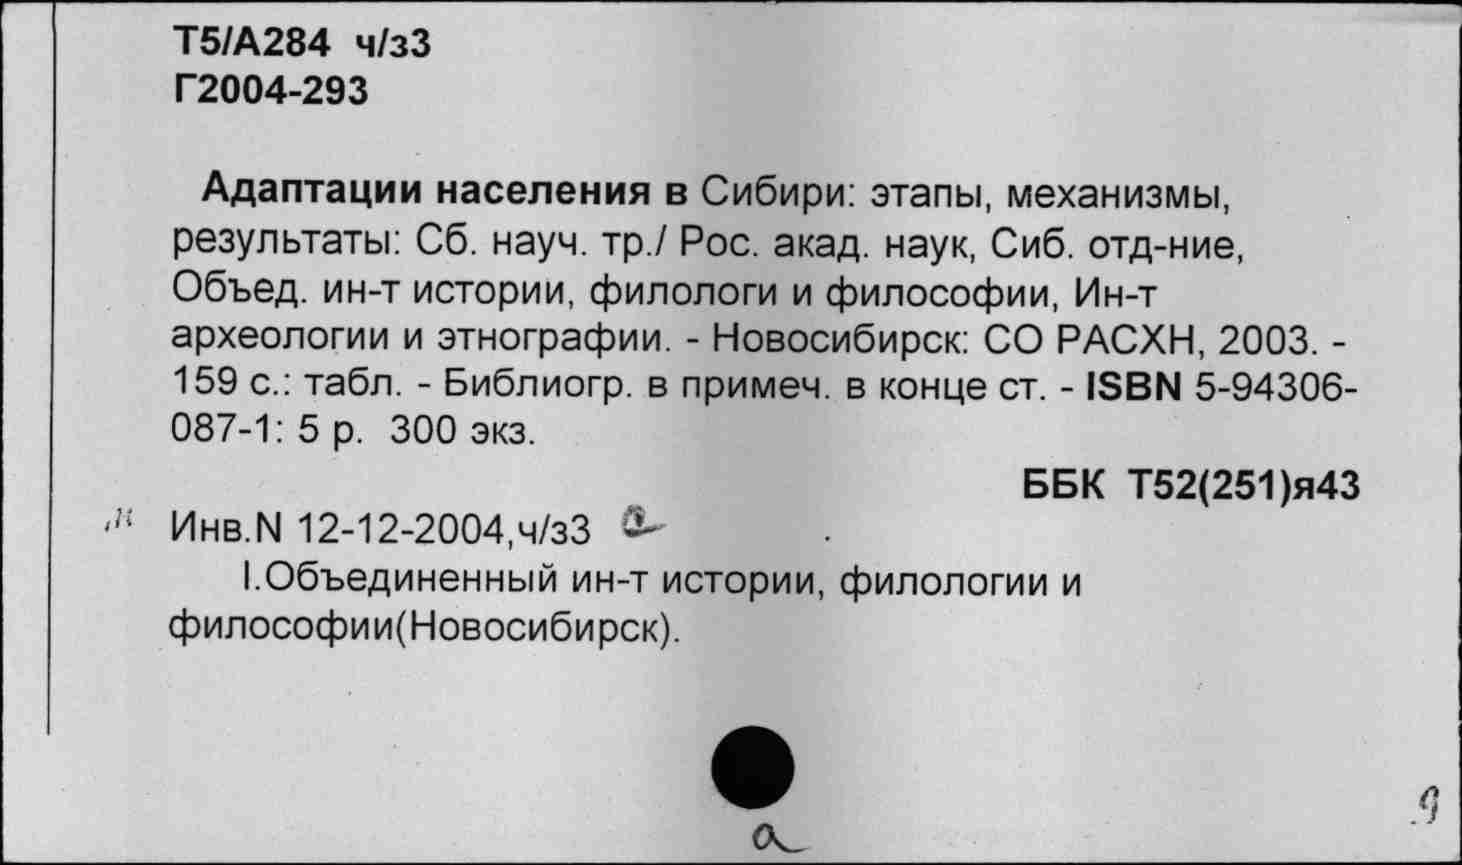 Т5/А284 ч/з3
Г2004-293
Адаптации населения в Сибири: этапы, механизмы,
результаты: Сб. науч. тр./ Рос. акад. наук, Сиб. отд-ние,
Объед. ин-т истории, филологи и философии, Ин-т
археологии и этнографии. - Новосибирск: СО РАСХН, 2003. -
159 с.: табл. - Библиогр. в примеч. в конце ст. - ISBN 5-94306-
087-1: 5 р. 300 экз.
ББК Т52(251)я43
Инв.N 12-12-2004,ч/з3
I.Объединенный ин-т истории, филологии и
философии(Новосибирск).
а